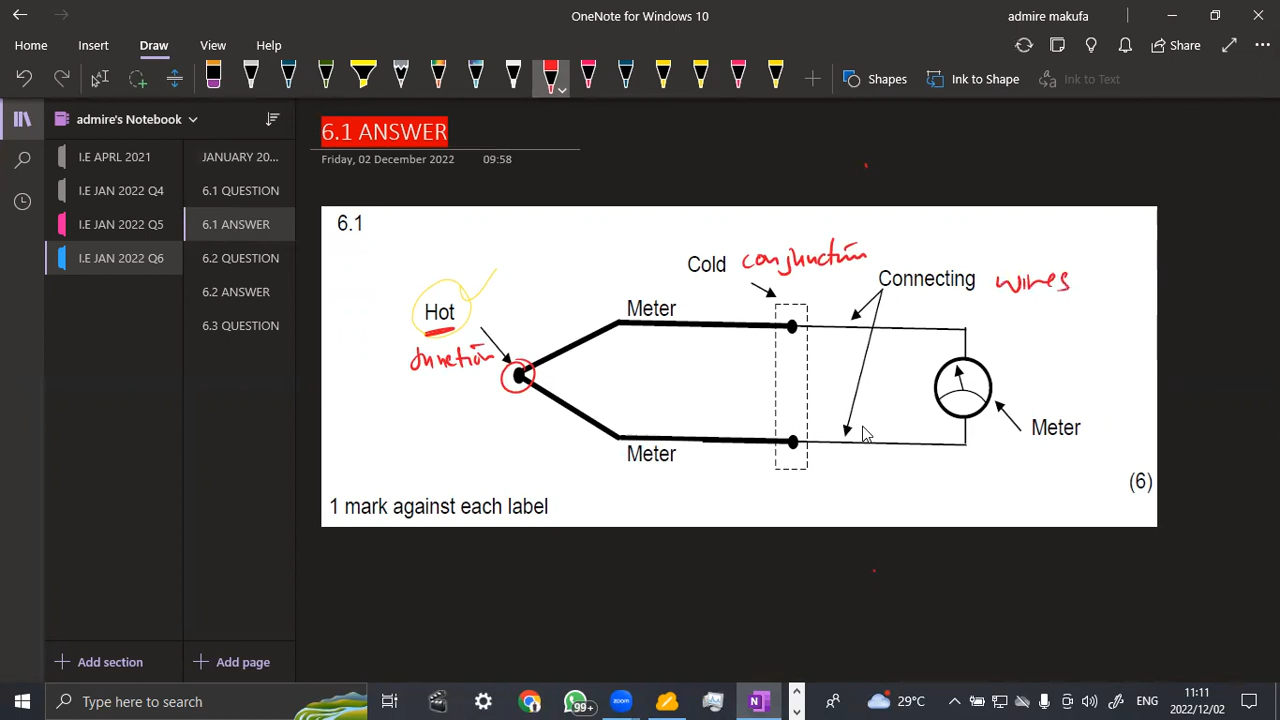 OneNote for Windows 10
admire makufa
Home Insert Draw View Help
Share
Shapes
Ink to Shape
Ink to Text
admire's Notebook
I.E APRL 2021
I.E JAN 2022 Q4
I.E JAN 2022 Q5
I.E JAN 2022 Q6
JANUARY 20...
6.1 QUESTION
6.1 ANSWER
6.2 QUESTION
6.2 ANSWER
6.3 QUESTION
Add section
Add page
6.1 ANSWER
Friday, 02 December 2022 09:58
6.1
Cold conjunction
Connecting wires
Hot
Junction
Meter
Meter
Meter
(6)
1 mark against each label
Type here to search
99+
zoom
29°C
ENG
11:11
2022/12/02